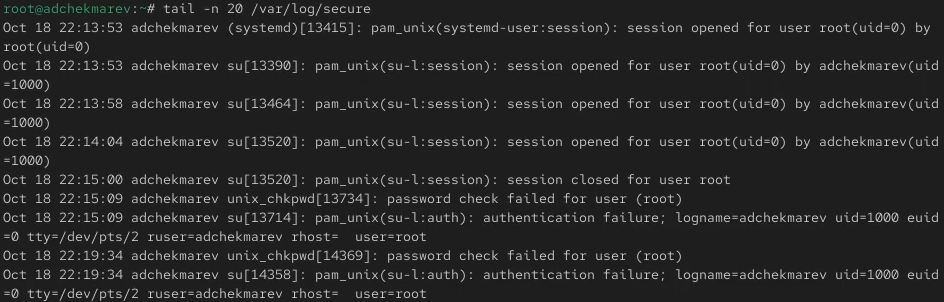 root@adchekmarev:~# tail -n 20 /var/log/secure
Oct 18 22:13:53 adchekmarev (systemd)[13415]: pam_unix(systemd-user:session): session opened for user root(uid=0) by
root(uid=0)
Oct 18 22:13:53 adchekmarev su[13390]: pam_unix(su-l:session): session opened for user root(uid=0) by adchekmarev(uid
=1000)
Oct 18 22:13:58 adchekmarev su[13464]: pam_unix(su-l:session): session opened for user root(uid=0) by adchekmarev(uid
=1000)
Oct 18 22:14:04 adchekmarev su[13520]: pam_unix(su-l:session): session opened for user root(uid=0) by adchekmarev(uid
=1000)
Oct 18 22:15:00 adchekmarev su[13520]: pam_unix(su-l:session): session closed for user root
Oct 18 22:15:09 adchekmarev unix_chkpwd[13734]: password check failed for user (root)
Oct 18 22:15:09 adchekmarev su[13714]: pam_unix(su-l:auth): authentication failure; logname=adchekmarev uid=1000 euid
=0 tty=/dev/pts/2 ruser=adchekmarev rhost=  user=root
Oct 18 22:19:34 adchekmarev unix_chkpwd[14369]: password check failed for user (root)
Oct 18 22:19:34 adchekmarev su[14358]: pam_unix(su-l:auth): authentication failure; logname=adchekmarev uid=1000 euid
=0 tty=/dev/pts/2 ruser=adchekmarev rhost=  user=root